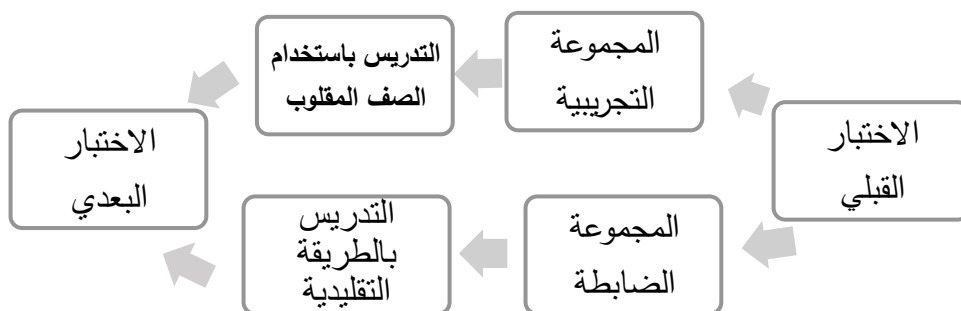 الاختبار
القبلي
المجموعة
التجريبية
التدريس باستخدام
الصف المقلوب
المجموعة
الضابطة
التدريس
بالطريقة
التقليدية
الاختبار
البعدي